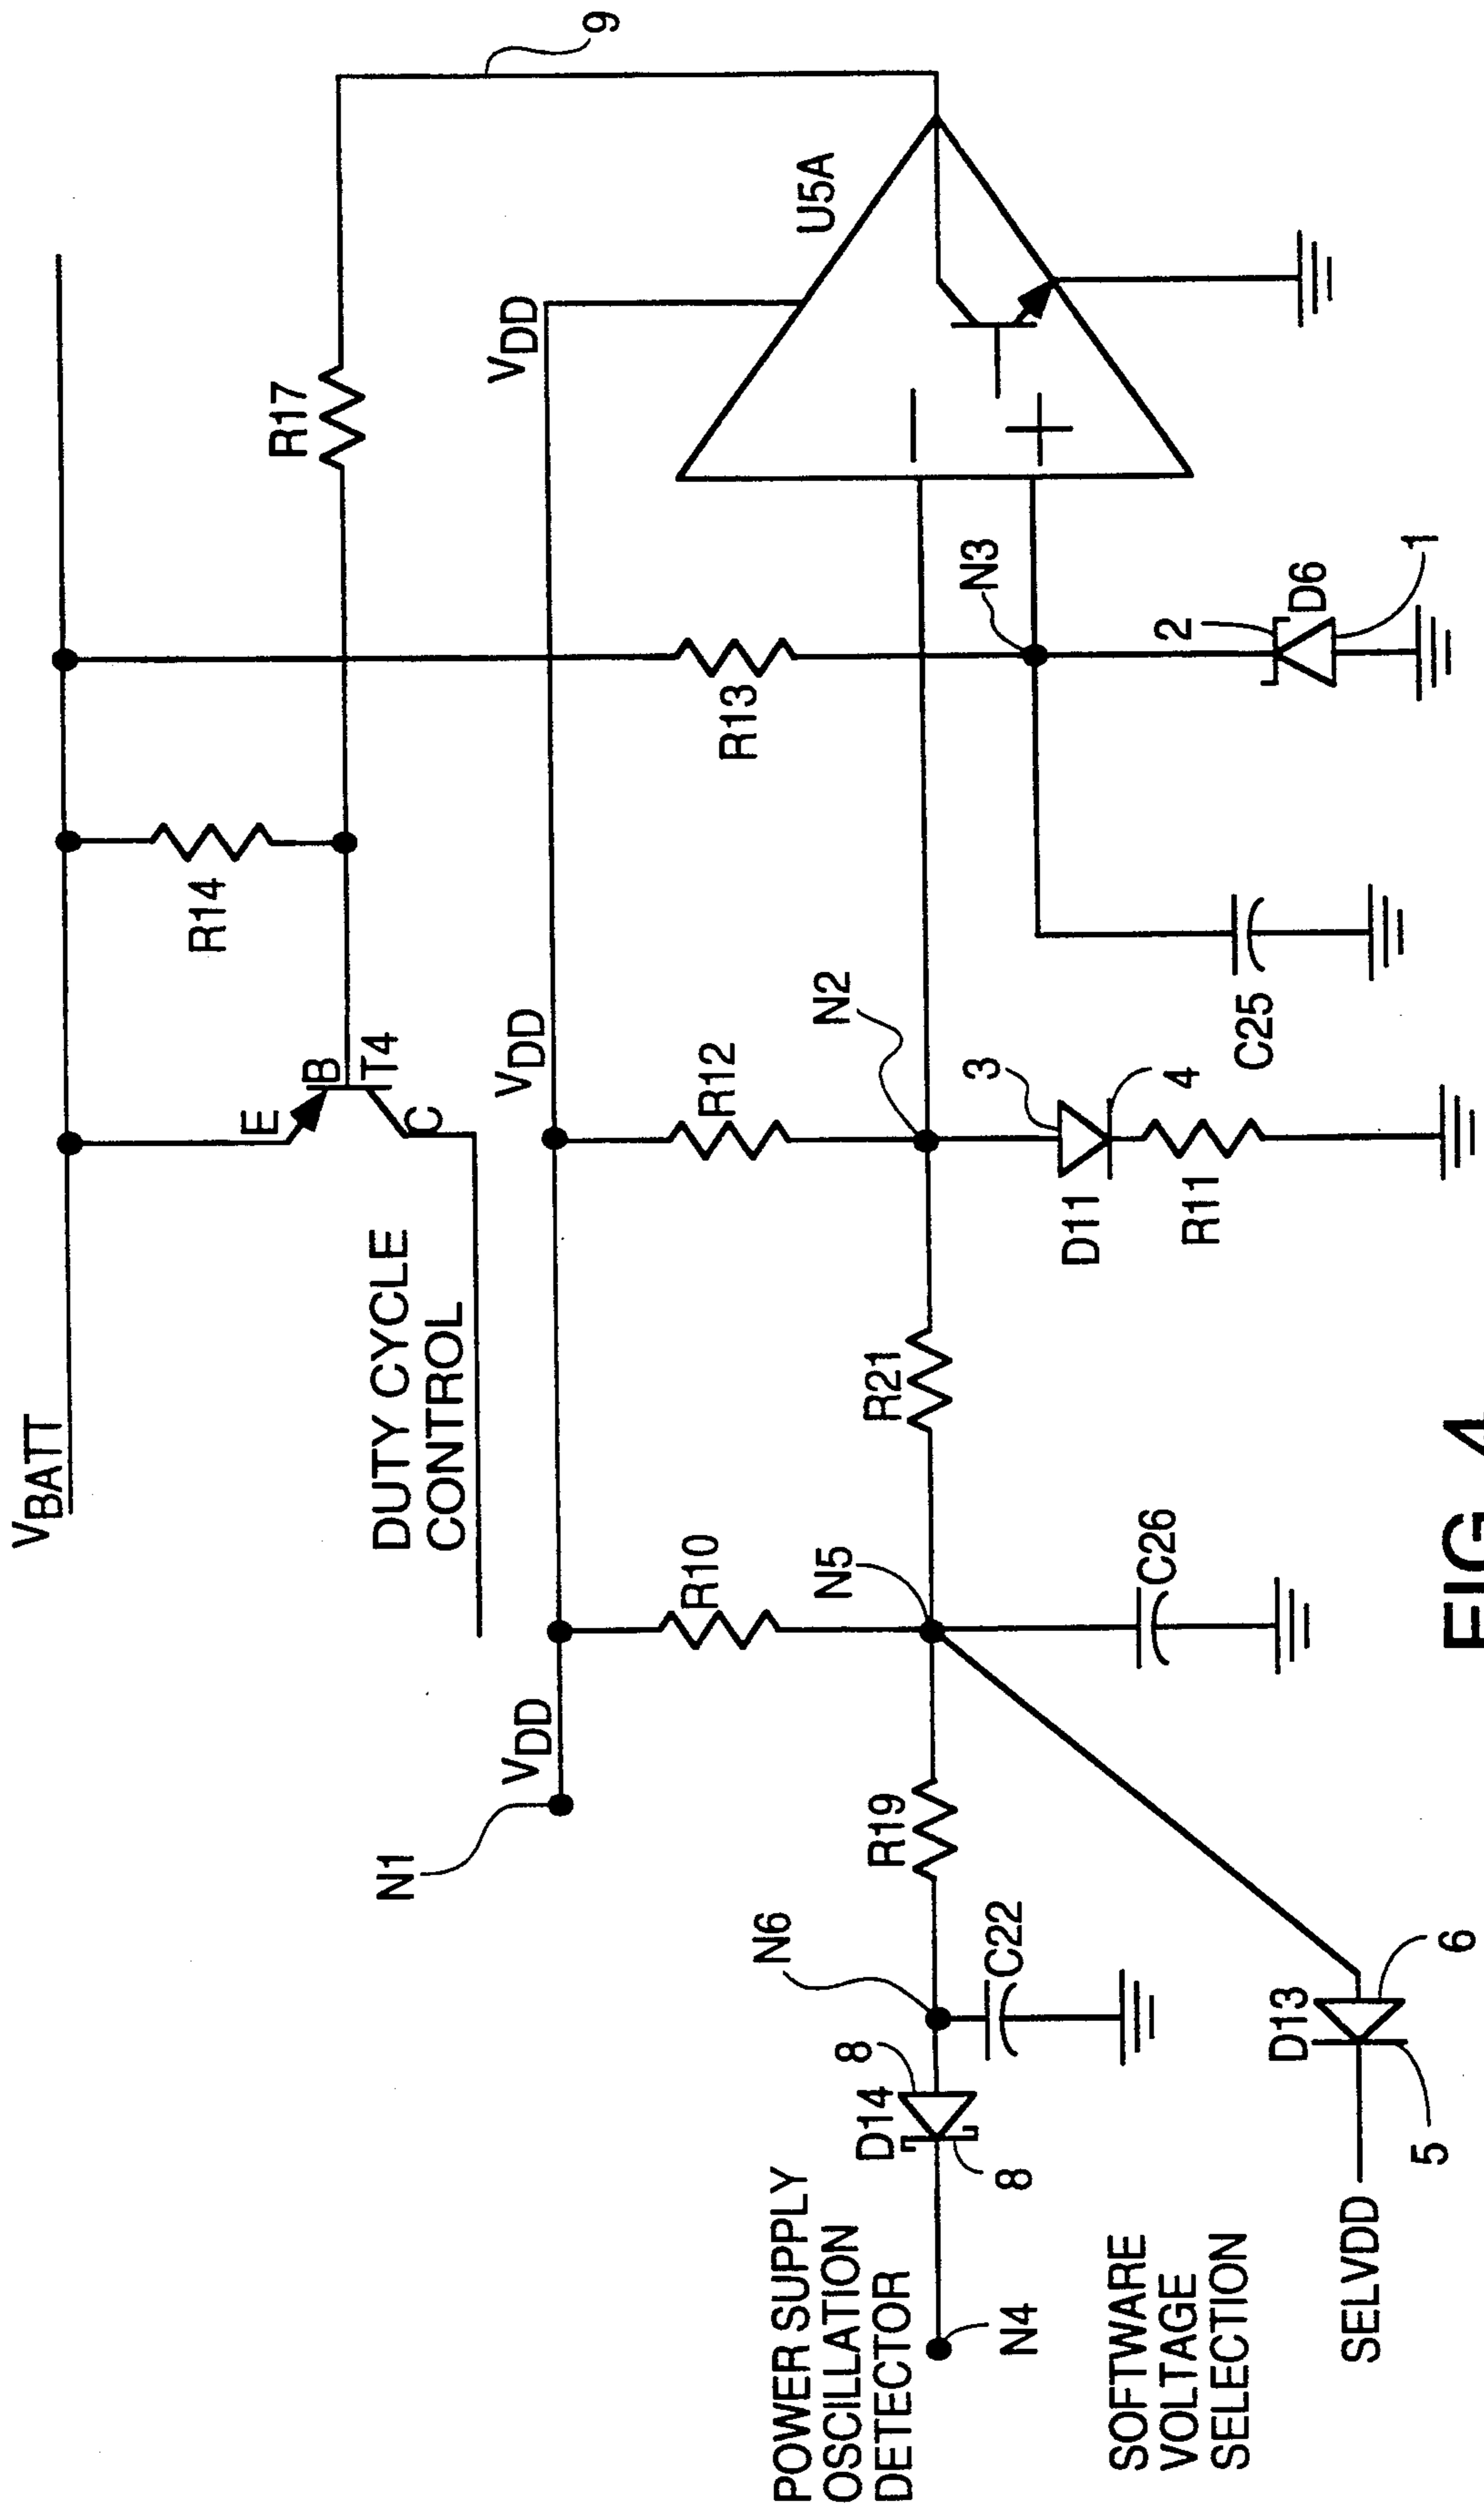 VBATT
E
B
T4
C
R14
R17
9
DUTY CYCLE
CONTROL
N1
VDD
VDD
VDD
U5A
R10
R12
R13
N5
N2
N3
R21
R19
N6
C22
C26
D11
3
4
R11
C25
2
D6
1
POWER SUPPLY
OSCILLATION
DETECTOR
D14
8
8
N4
SOFTWARE
VOLTAGE
SELECTION
SELVDD
D13
5
6